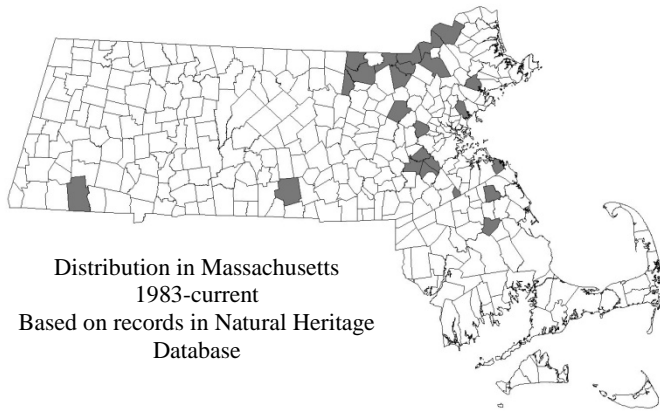 Distribution in Massachusetts
1983-current
Based on records in Natural Heritage
Database